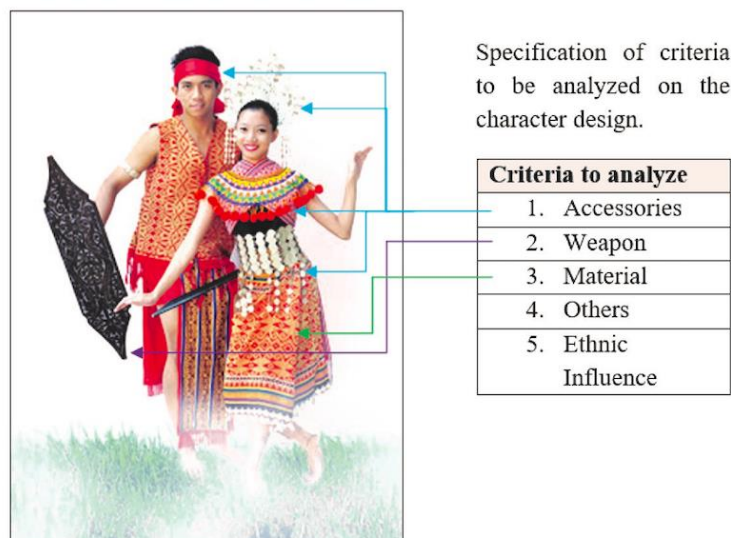 Specification of criteria
to be analyzed on the
character design.
Criteria to analyze
1. Accessories
2. Weapon
3. Material
4. Others
5. Ethnic
Influence